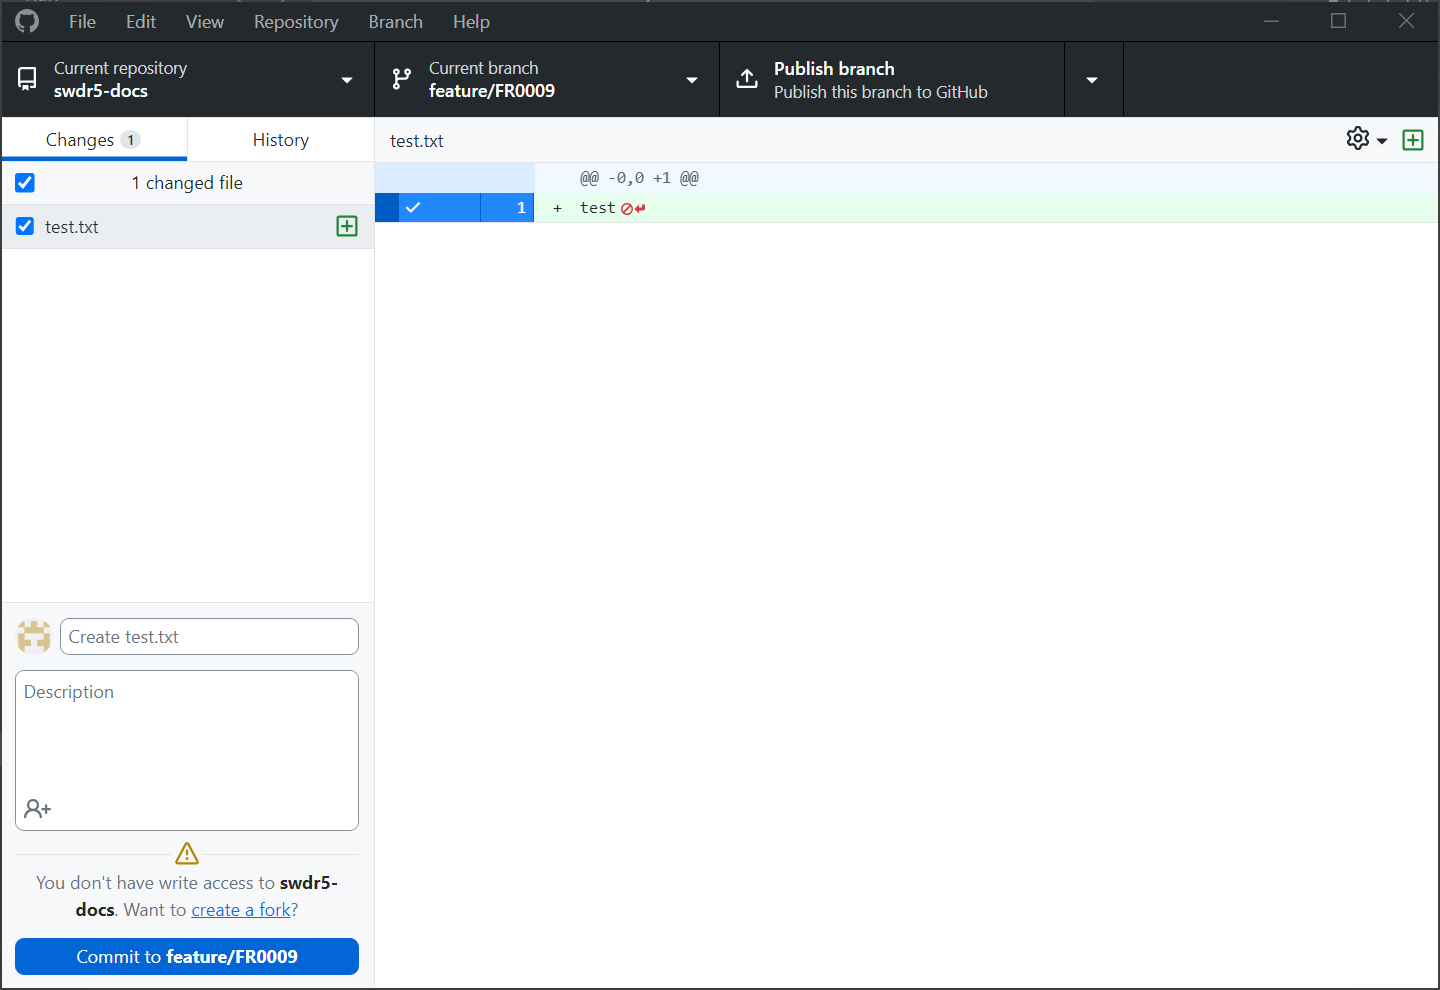 File Edit View Repository Branch Help
Current repository
swdr5-docs
Current branch
feature/FR0009
Publish branch
Publish this branch to GitHub
Changes 1
History
test.txt
1 changed file
test.txt
@@ -0,0 +1 @@
1 + test
Create test.txt
Description
You don't have write access to swdr5-
docs. Want to create a fork?
Commit to feature/FR0009